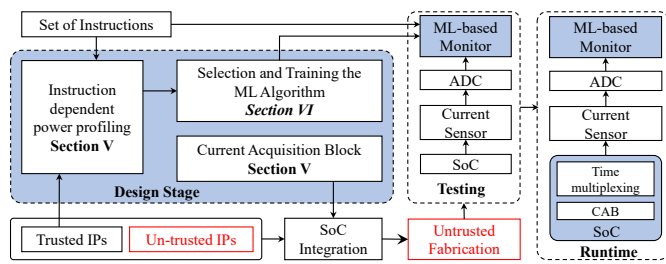 Set of Instructions
Instruction
dependent
power profiling
Section V
Selection and Training the
ML Algorithm
Section VI
Current Acquisition Block
Section V
Design Stage
Trusted IPs
Un-trusted IPs
SoC
Integration
Untrusted
Fabrication
ML-based
Monitor
ADC
Current
Sensor
SoC
Testing
ML-based
Monitor
ADC
Current
Sensor
Time
multiplexing
CAB
SoC
Runtime